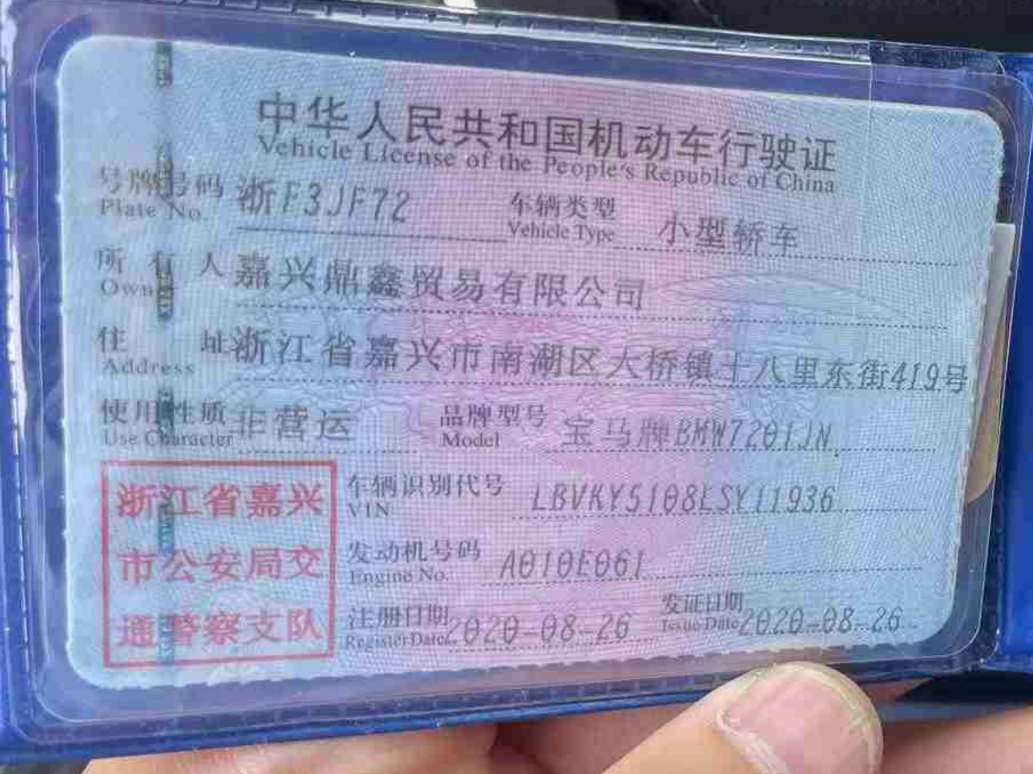 中华人民共和国机动车行驶证
Vehicle License of the People's Republic of China
号牌号码 浙F3JF72 车辆类型 小型轿车
Plate No. Vehicle Type
所有人 嘉兴鼎鑫贸易有限公司
Owner
住址 浙江省嘉兴市南湖区大桥镇十八里东街419号
Address
使用性质 非营运 品牌型号 宝马牌BMW7201JN
Use Character Model
浙江省嘉兴
市公安局交
通警察支队
车辆识别代号 LBVKY5108LSY11936
VIN
发动机号码 A010E061
Engine No.
注册日期 2020-08-26 发证日期 2020-08-26
Register Date Issue Date